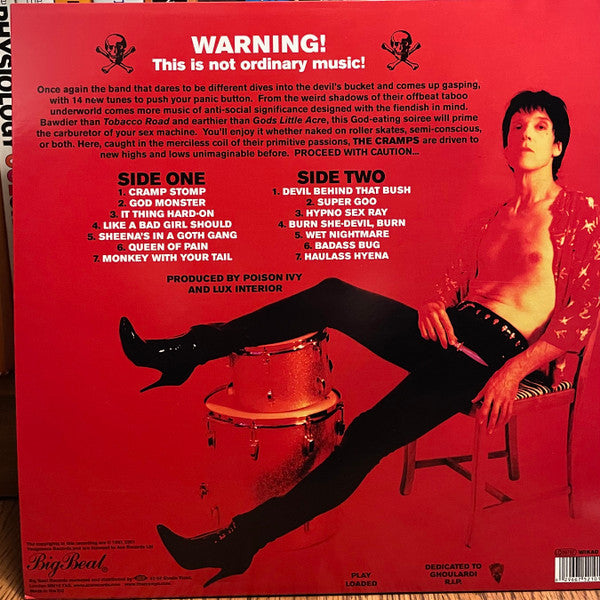 PHYSIOLOGY
WARNING!
This is not ordinary music!
Once again the band that dares to be different dives into the devil's bucket and comes up gasping,
with 14 new tunes to push your panic button. From the weird shadows of their offbeat taboo
underworld comes more music of anti-social significance designed with the fiendish in mind.
Bawdier than Tobacco Road and earthier than Gods Little Acre, this God-eating soiree will prime
the carburetor of your sex machine. You'll enjoy it whether naked on roller skates, semi-conscious,
or both. Here, caught in the merciless coil of their primitive passions, THE CRAMPS are driven to
new highs and lows unimaginable before. PROCEED WITH CAUTION...
SIDE ONE
1. CRAMP STOMP
2. GOD MONSTER
3. IT THING HARD-ON
4. LIKE A BAD GIRL SHOULD
5. SHEENA'S IN A GOTH GANG
6. QUEEN OF PAIN
7. MONKEY WITH YOUR TAIL
SIDE TWO
1. DEVIL BEHIND THAT BUSH
2. SUPER GOO
3. HYPNO SEX RAY
4. BURN SHE-DEVIL, BURN
5. WET NIGHTMARE
6. BADASS BUG
7. HAULASS HYENA
PRODUCED BY POISON IVY
AND LUX INTERIOR
Big Beat
PLAY
LOADED
DEDICATED TO
GHOULARDI
R.I.P.
WIKAD